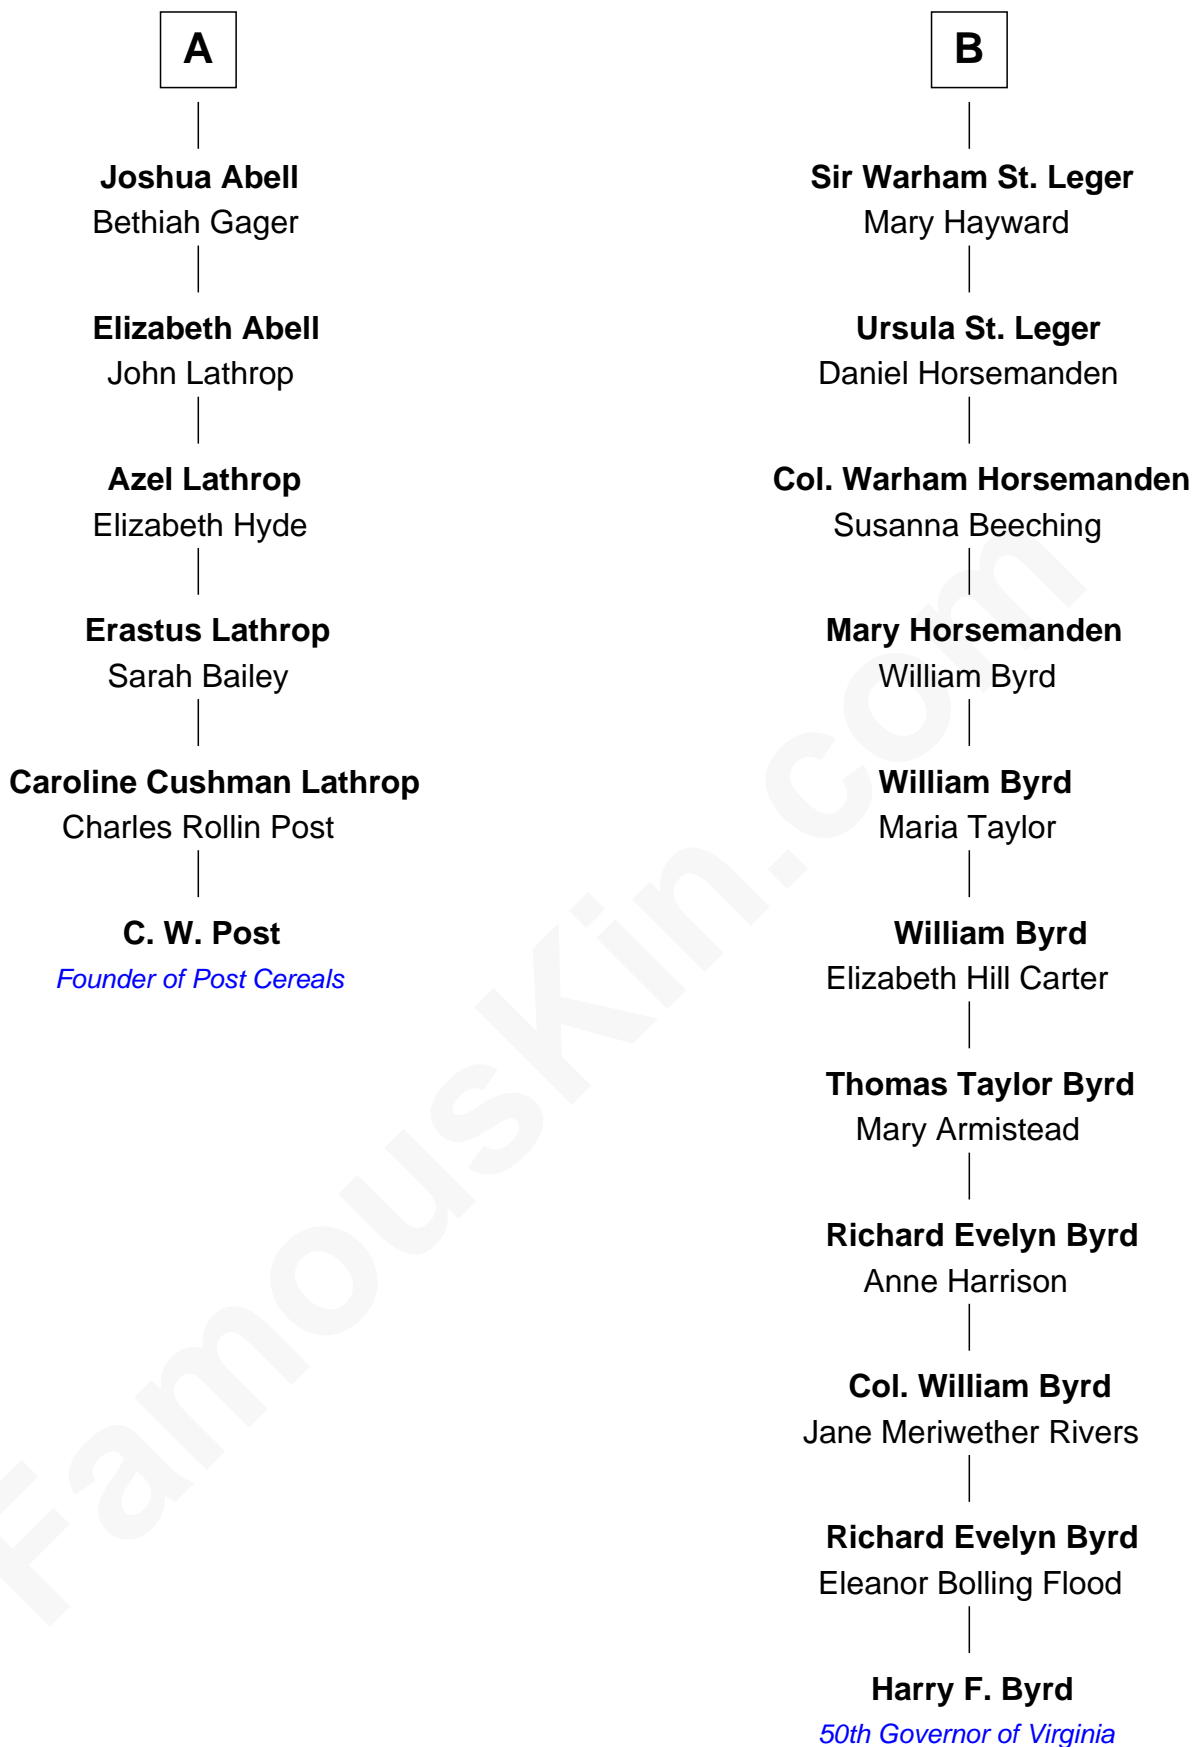 A
Joshua Abell
Bethiah Gager
Elizabeth Abell
John Lathrop
Azel Lathrop
Elizabeth Hyde
Erastus Lathrop
Sarah Bailey
Caroline Cushman Lathrop
Charles Rollin Post
C. W. Post
Founder of Post Cereals
B
Sir Warham St. Leger
Mary Hayward
Ursula St. Leger
Daniel Horsemanden
Col. Warham Horsemanden
Susanna Beeching
Mary Horsemanden
William Byrd
William Byrd
Maria Taylor
William Byrd
Elizabeth Hill Carter
Thomas Taylor Byrd
Mary Armistead
Richard Evelyn Byrd
Anne Harrison
Col. William Byrd
Jane Meriwether Rivers
Richard Evelyn Byrd
Eleanor Bolling Flood
Harry F. Byrd
50th Governor of Virginia
FamousKin.com